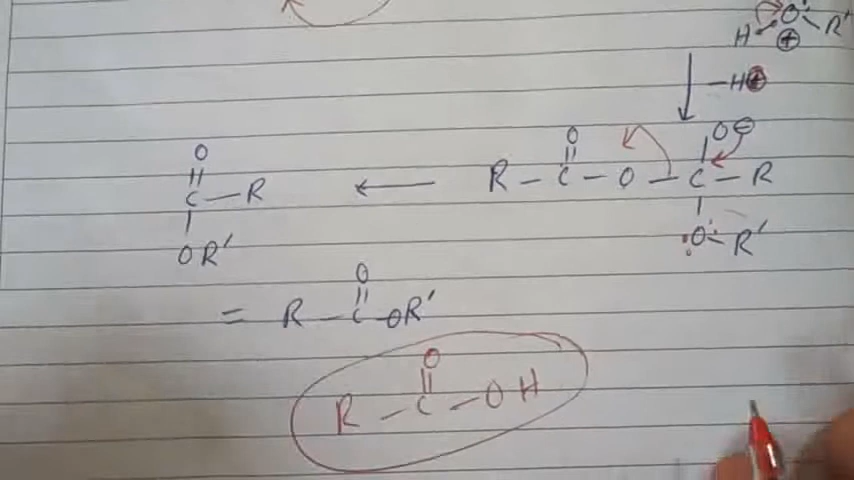 H O: R'
⊕
–H⊕
O
R – C – O – C – R
O⊖
:O: – R'
O
C – R
OR'
←
O
= R – C – OR'
O
R – C – OH